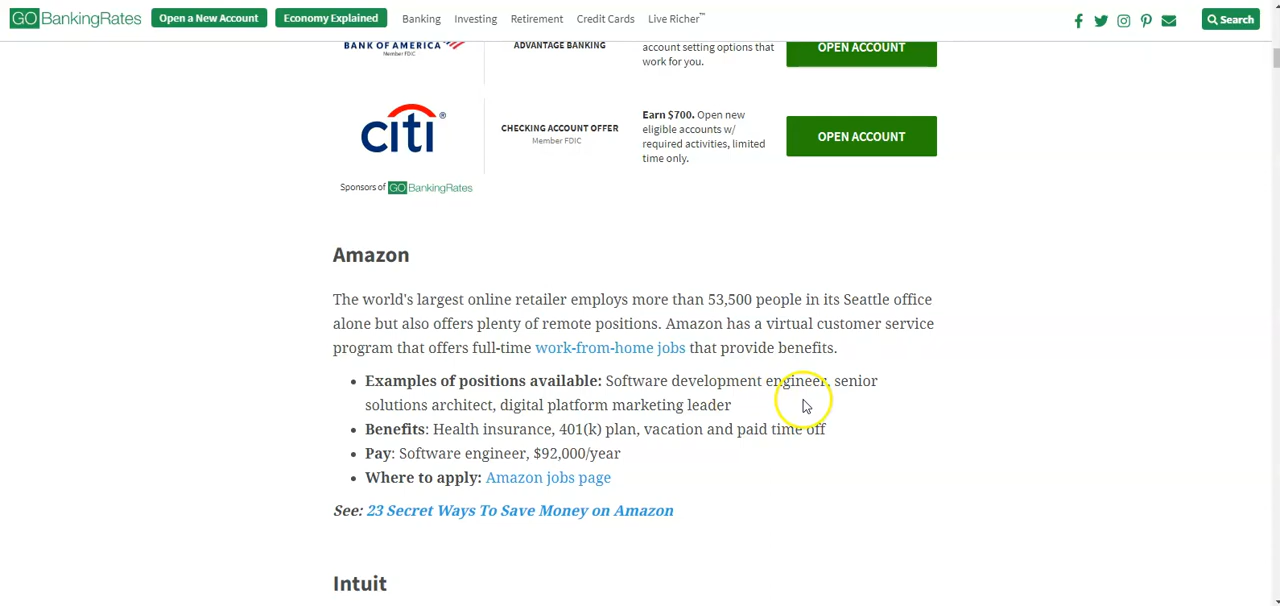 GOBankingRates Open a New Account Economy Explained Banking Investing Retirement Credit Cards Live Richer™ Search
BANK OF AMERICA
Member FDIC
ADVANTAGE BANKING
account setting options that
work for you.
OPEN ACCOUNT
citi®
CHECKING ACCOUNT OFFER
Member FDIC
Earn $700. Open new
eligible accounts w/
required activities, limited
time only.
OPEN ACCOUNT
Sponsors of GOBankingRates
Amazon
The world's largest online retailer employs more than 53,500 people in its Seattle office
alone but also offers plenty of remote positions. Amazon has a virtual customer service
program that offers full-time work-from-home jobs that provide benefits.
• Examples of positions available: Software development engineer, senior
solutions architect, digital platform marketing leader
• Benefits: Health insurance, 401(k) plan, vacation and paid time off
• Pay: Software engineer, $92,000/year
• Where to apply: Amazon jobs page
See: 23 Secret Ways To Save Money on Amazon
Intuit